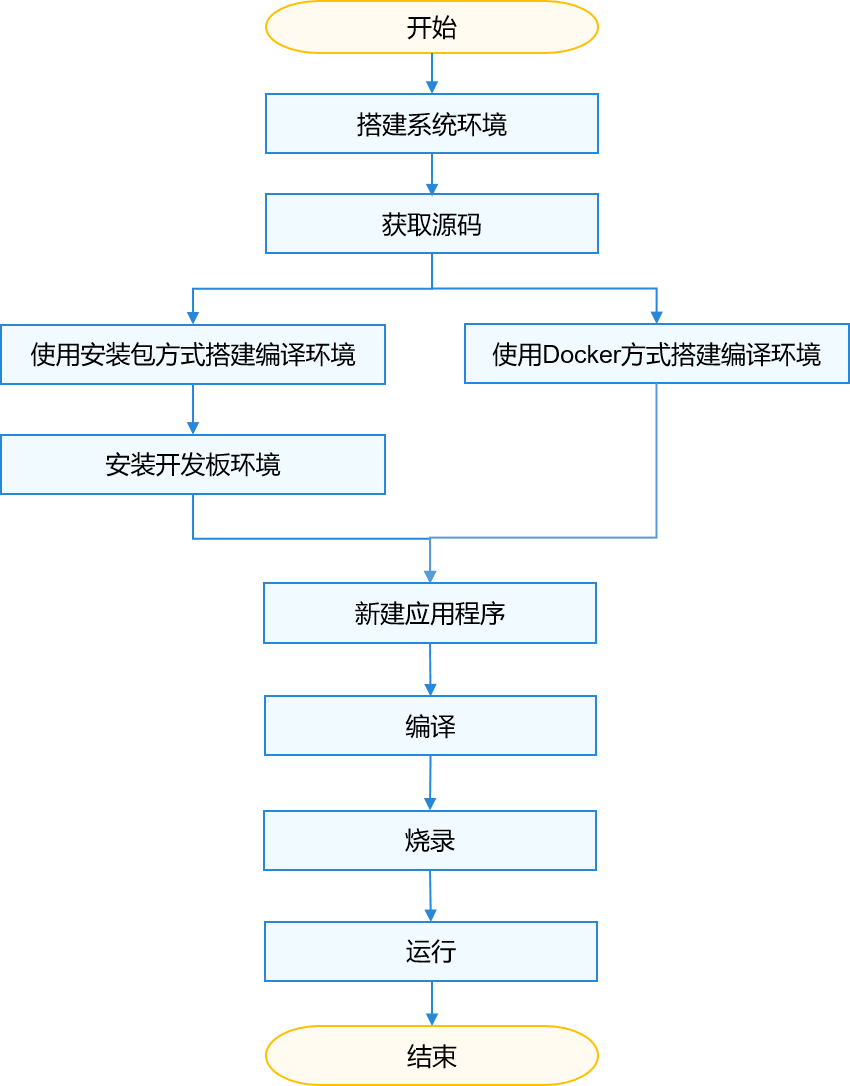 开始
搭建系统环境
获取源码
使用安装包方式搭建编译环境
使用Docker方式搭建编译环境
安装开发板环境
新建应用程序
编译
烧录
运行
结束